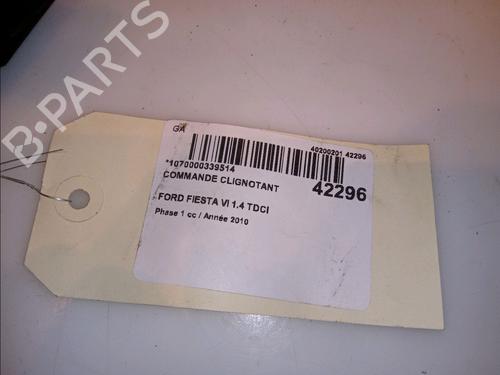 B-PARTS
GA
40200201 42296
*1070000339514
COMMANDE CLIGNOTANT
42296
FORD FIESTA VI 1.4 TDCI
Phase 1 cc / Année 2010